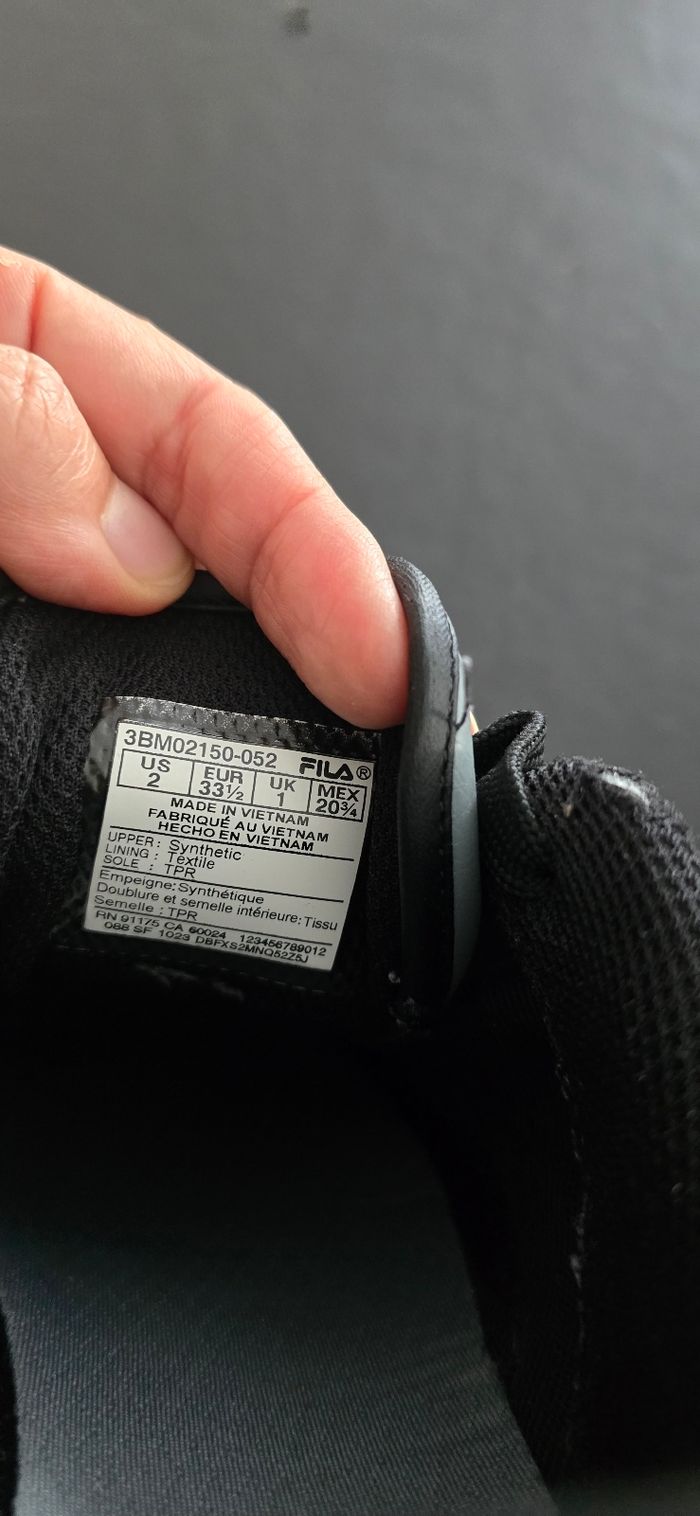 3BM02150-052 FILA®
US EUR UK MEX
2 33½ 1 20¾
MADE IN VIETNAM
FABRIQUÉ AU VIETNAM
HECHO EN VIETNAM
UPPER: Synthetic
LINING: Textile
SOLE: TPR
Empeigne: Synthétique
Doublure et semelle intérieure: Tissu
Semelle: TPR
RN 91175 CA 60024 123456789012
088 SF 1023 DBFXS2MNQ52Z5J